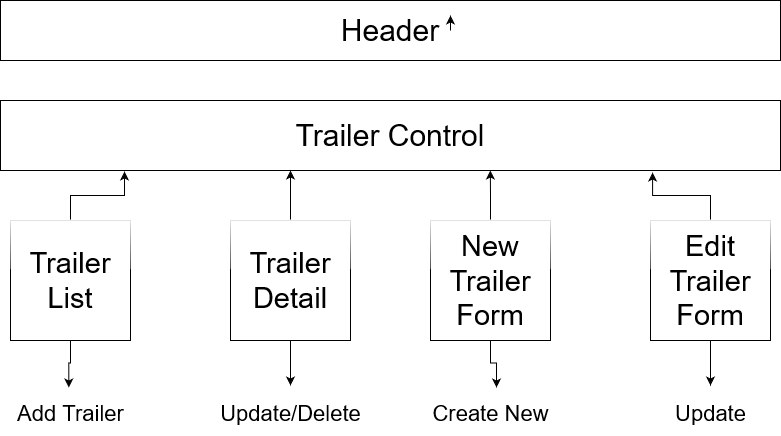 Header
Trailer Control
Trailer
List
Trailer
Detail
New
Trailer
Form
Edit
Trailer
Form
Add Trailer
Update/Delete
Create New
Update